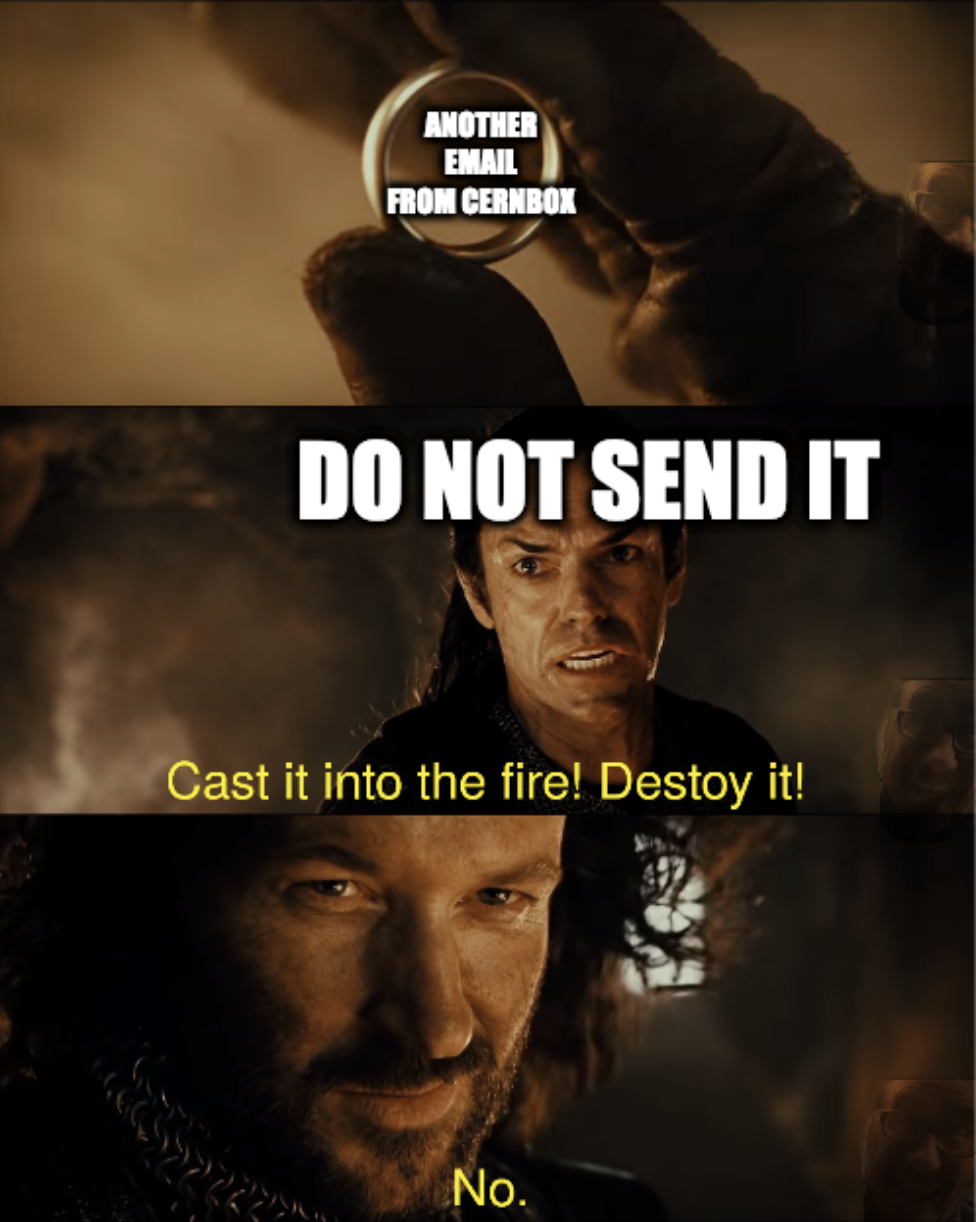 ANOTHER
EMAIL
FROM CERNBOX
DO NOT SEND IT
Cast it into the fire! Destoy it!
No.